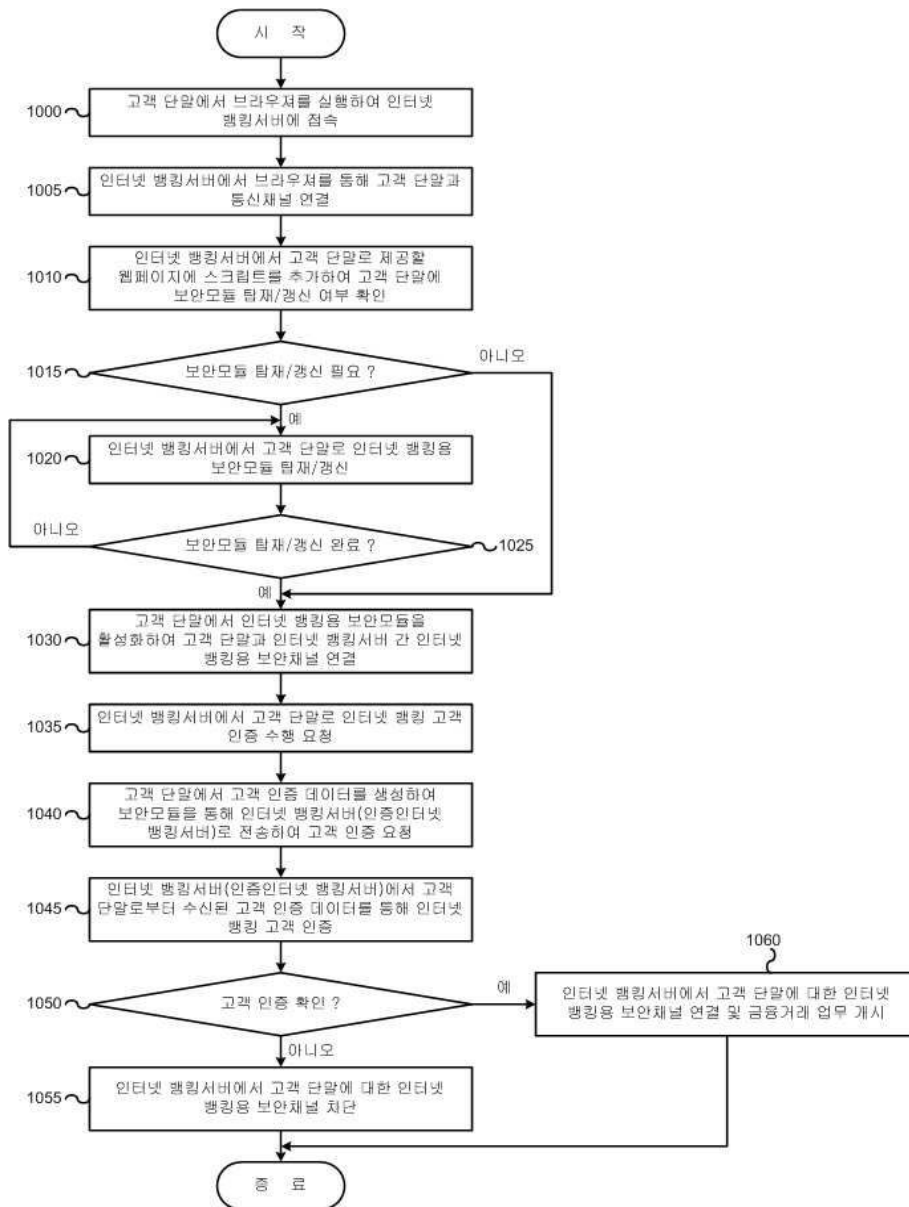 시 작
1000
고객 단말에서 브라우져를 실행하여 인터넷
뱅킹서버에 접속
1005
인터넷 뱅킹서버에서 브라우져를 통해 고객 단말과
통신채널 연결
1010
인터넷 뱅킹서버에서 고객 단말로 제공할
웹페이지에 스크립트를 추가하여 고객 단말에
보안모듈 탑재/갱신 여부 확인
1015
보안모듈 탑재/갱신 필요 ?
아니오
예
1020
인터넷 뱅킹서버에서 고객 단말로 인터넷 뱅킹용
보안모듈 탑재/갱신
아니오
보안모듈 탑재/갱신 완료 ?
1025
예
1030
고객 단말에서 인터넷 뱅킹용 보안모듈을
활성화하여 고객 단말과 인터넷 뱅킹서버 간 인터넷
뱅킹용 보안채널 연결
1035
인터넷 뱅킹서버에서 고객 단말로 인터넷 뱅킹 고객
인증 수행 요청
1040
고객 단말에서 고객 인증 데이터를 생성하여
보안모듈을 통해 인터넷 뱅킹서버(인증인터넷
뱅킹서버)로 전송하여 고객 인증 요청
1045
인터넷 뱅킹서버(인증인터넷 뱅킹서버)에서 고객
단말로부터 수신된 고객 인증 데이터를 통해 인터넷
뱅킹 고객 인증
1050
고객 인증 확인 ?
예
1060
인터넷 뱅킹서버에서 고객 단말에 대한 인터넷
뱅킹용 보안채널 연결 및 금융거래 업무 개시
아니오
1055
인터넷 뱅킹서버에서 고객 단말에 대한 인터넷
뱅킹용 보안채널 차단
종 료